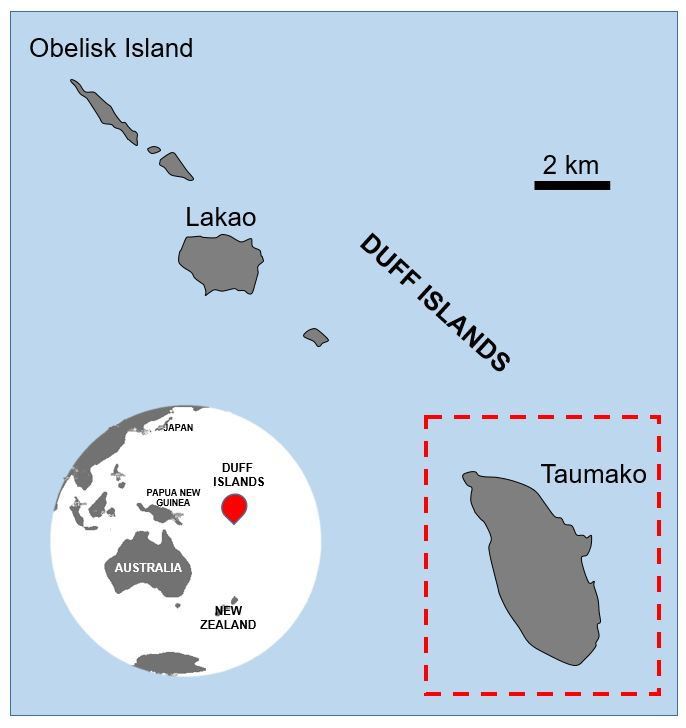 Obelisk Island
2 km
Lakao
DUFF ISLANDS
Taumako
JAPAN
DUFF
ISLANDS
PAPUA NEW
GUINEA
AUSTRALIA
NEW
ZEALAND